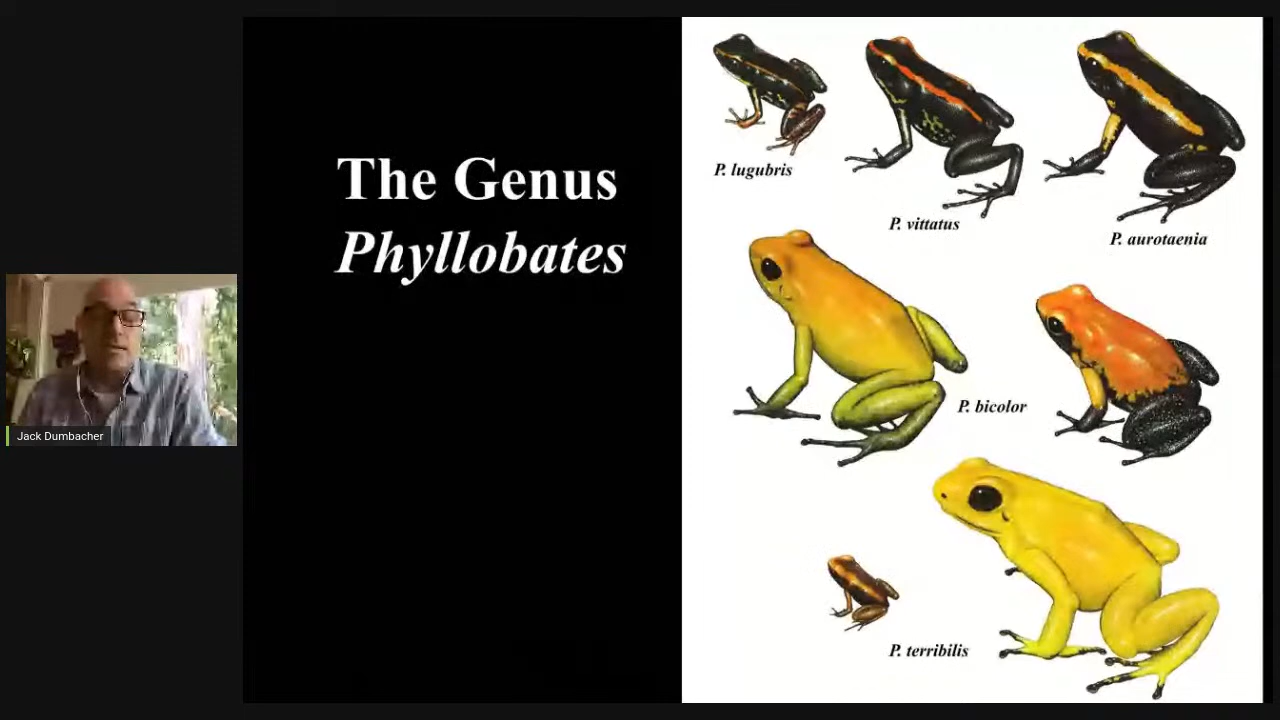 The Genus
Phyllobates
P. lugubris
P. vittatus
P. aurotaenia
P. bicolor
P. terribilis
Jack Dumbacher